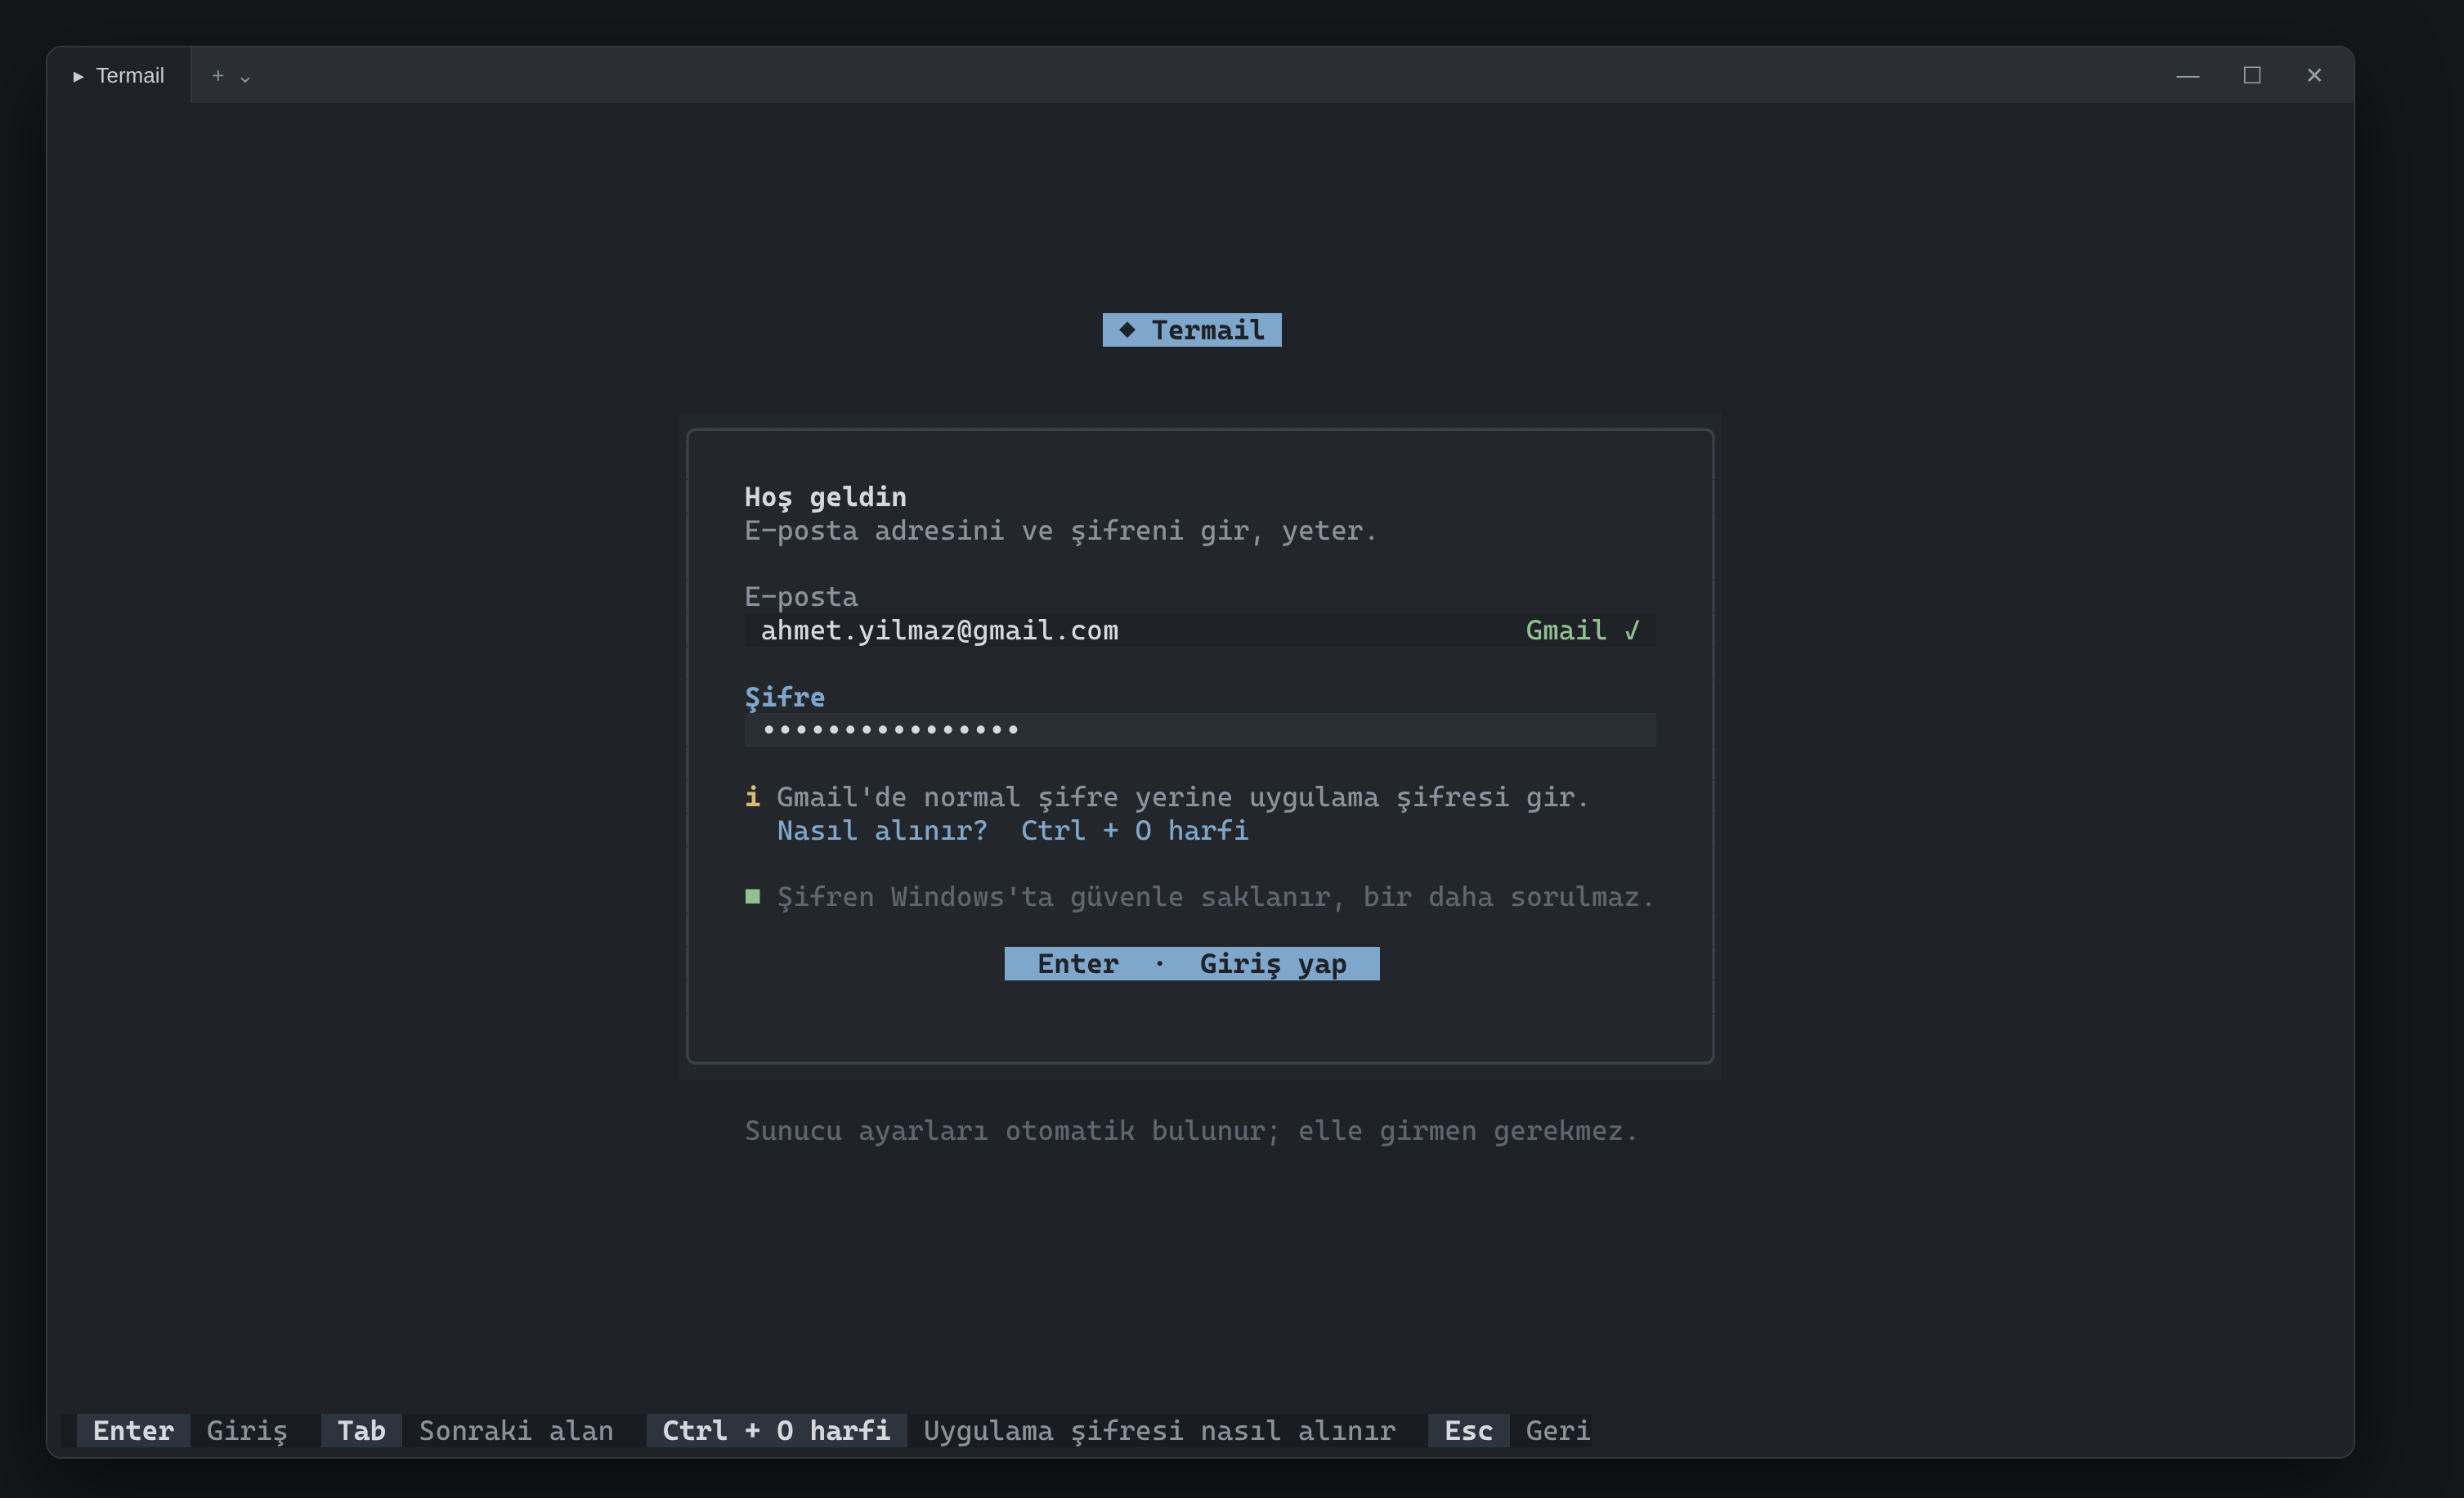 ▸ Termail + ⌄ — ☐ ✕
◆ Termail
Hoş geldin
E-posta adresini ve şifreni gir, yeter.
E-posta
ahmet.yilmaz@gmail.com Gmail ✓
Şifre
••••••••••••••••
i Gmail'de normal şifre yerine uygulama şifresi gir.
Nasıl alınır? Ctrl + O harfi
■ Şifren Windows'ta güvenle saklanır, bir daha sorulmaz.
Enter · Giriş yap
Sunucu ayarları otomatik bulunur; elle girmen gerekmez.
Enter Giriş Tab Sonraki alan Ctrl + O harfi Uygulama şifresi nasıl alınır Esc Geri